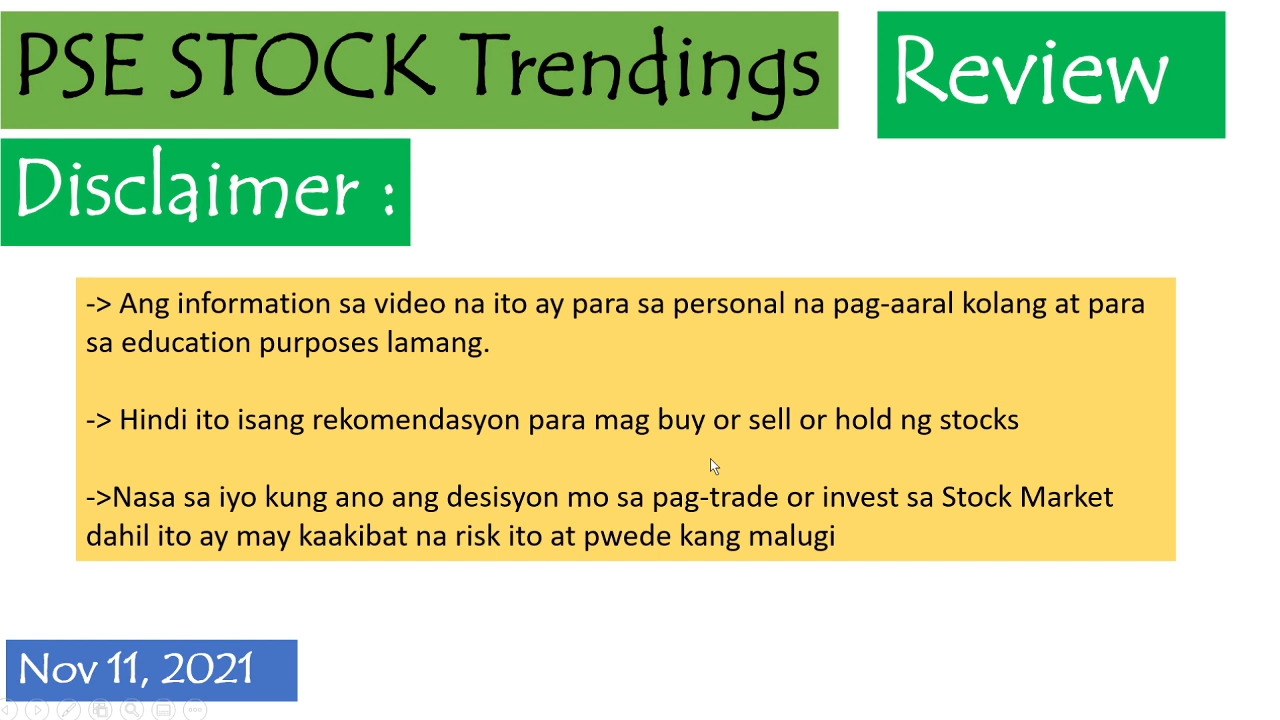 PSE STOCK Trendings
Review
Disclaimer :
-> Ang information sa video na ito ay para sa personal na pag-aaral kolang at para
sa education purposes lamang.
-> Hindi ito isang rekomendasyon para mag buy or sell or hold ng stocks
->Nasa sa iyo kung ano ang desisyon mo sa pag-trade or invest sa Stock Market
dahil ito ay may kaakibat na risk ito at pwede kang malugi
Nov 11, 2021